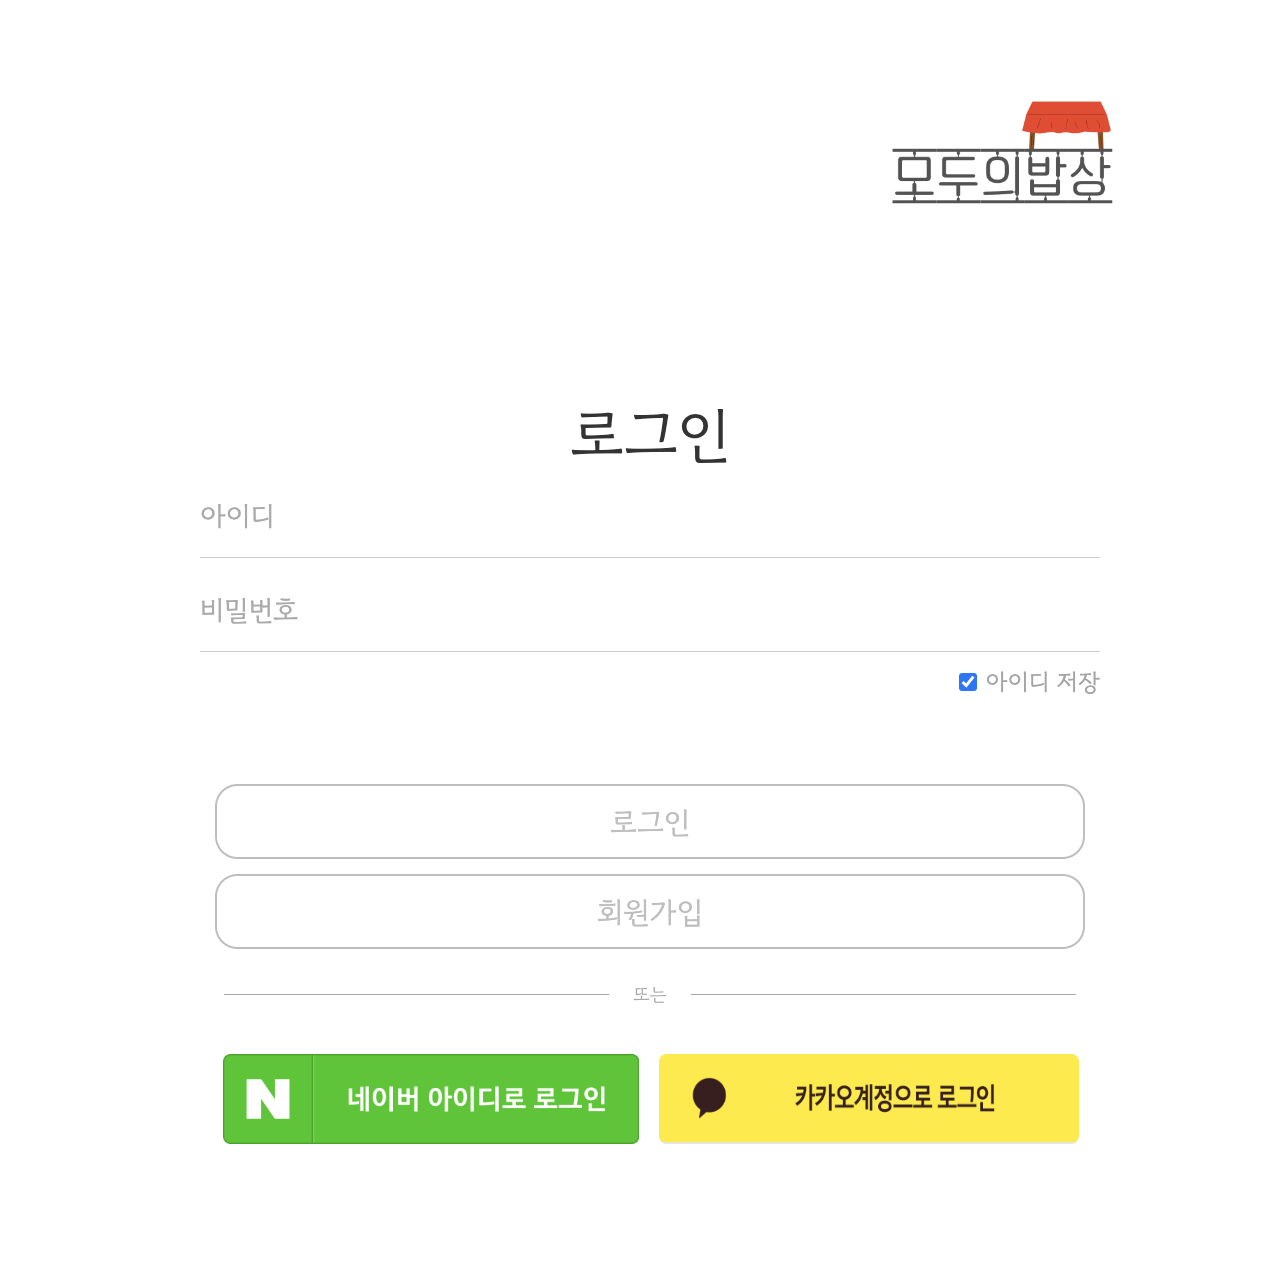 모두의밥상
로그인
아이디
비밀번호
아이디 저장
로그인
회원가입
또는
N 네이버 아이디로 로그인
카카오계정으로 로그인